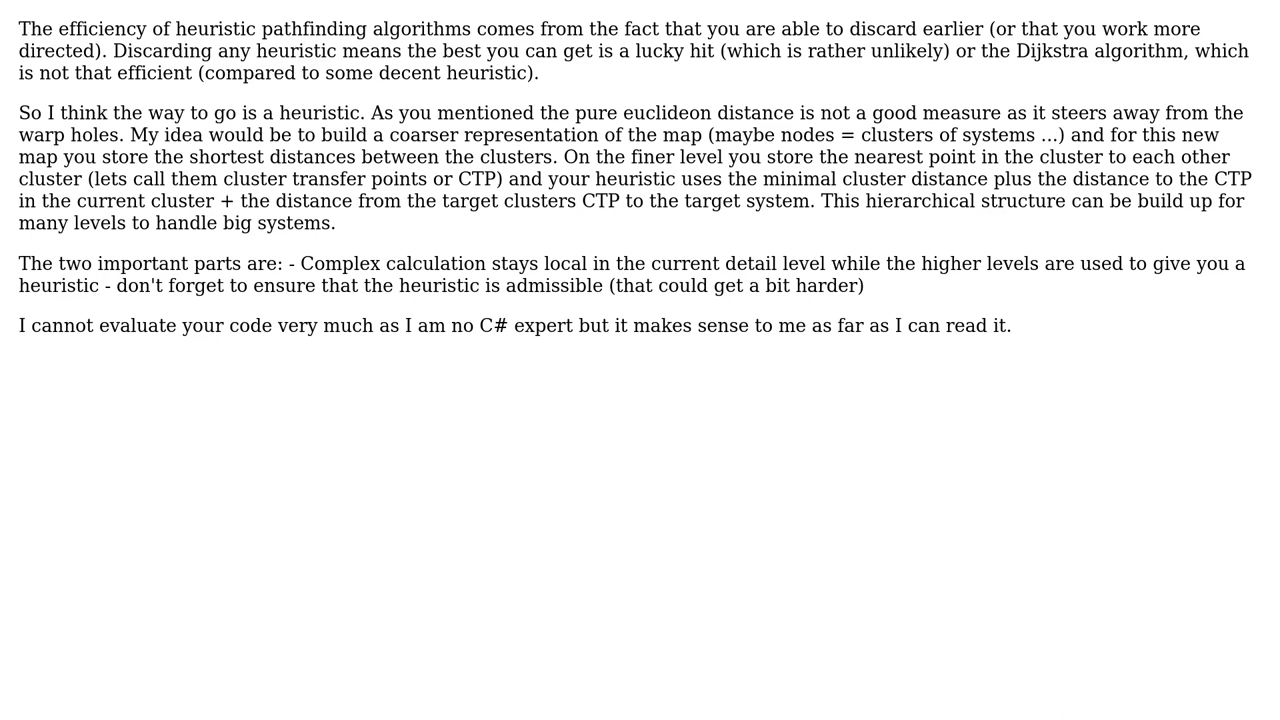 The efficiency of heuristic pathfinding algorithms comes from the fact that you are able to discard earlier (or that you work more
directed). Discarding any heuristic means the best you can get is a lucky hit (which is rather unlikely) or the Dijkstra algorithm, which
is not that efficient (compared to some decent heuristic).
So I think the way to go is a heuristic. As you mentioned the pure euclideon distance is not a good measure as it steers away from the
warp holes. My idea would be to build a coarser representation of the map (maybe nodes = clusters of systems ...) and for this new
map you store the shortest distances between the clusters. On the finer level you store the nearest point in the cluster to each other
cluster (lets call them cluster transfer points or CTP) and your heuristic uses the minimal cluster distance plus the distance to the CTP
in the current cluster + the distance from the target clusters CTP to the target system. This hierarchical structure can be build up for
many levels to handle big systems.
The two important parts are: - Complex calculation stays local in the current detail level while the higher levels are used to give you a
heuristic - don't forget to ensure that the heuristic is admissible (that could get a bit harder)
I cannot evaluate your code very much as I am no C# expert but it makes sense to me as far as I can read it.